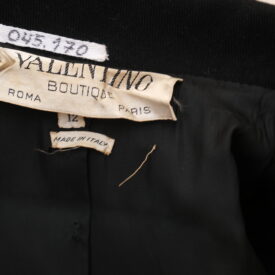 045.170
VALENTINO
BOUTIQUE
ROMA PARIS
12
MADE IN ITALY